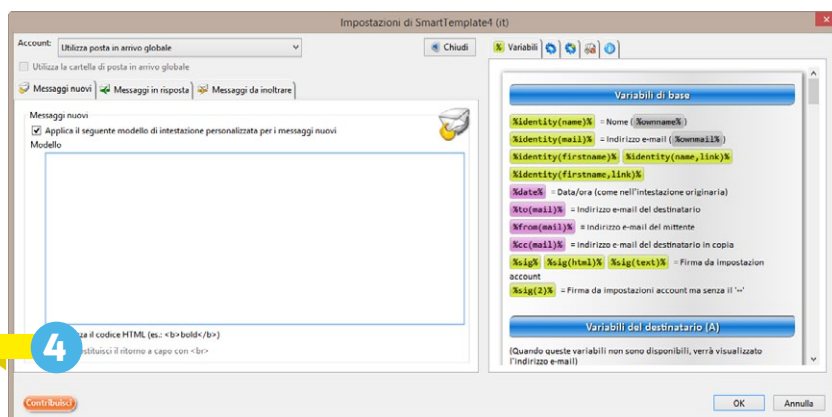 Impostazioni di SmartTemplate4 (it)
Account: Utilizza posta in arrivo globale
Chiudi
Utilizza la cartella di posta in arrivo globale
Messaggi nuovi Messaggi in risposta Messaggi da inoltrare
Messaggi nuovi
Applica il seguente modello di intestazione personalizzata per i messaggi nuovi
Modello
il codice HTML (es.: <b>bold</b>)
il ritorno a capo con <br>
4
Contribuisci
% Variabili
Variabili di base
%identity(name)% = Nome ( %ownname% )
%identity(mail)% = Indirizzo e-mail ( %ownmail% )
%identity(firstname)% %identity(name,link)%
%identity(firstname,link)%
%date% = Data/ora (come nell'intestazione originaria)
%to(mail)% = Indirizzo e-mail del destinatario
%from(mail)% = Indirizzo e-mail del mittente
%cc(mail)% = Indirizzo e-mail del destinatario in copia
%sig% %sig(html)% %sig(text)% = Firma da impostazion
account
%sig(2)% = Firma da impostazioni account ma senza il '--'
Variabili del destinatario (A)
(Quando queste variabili non sono disponibili, verrà visualizzato
l'indirizzo e-mail)
OK Annulla